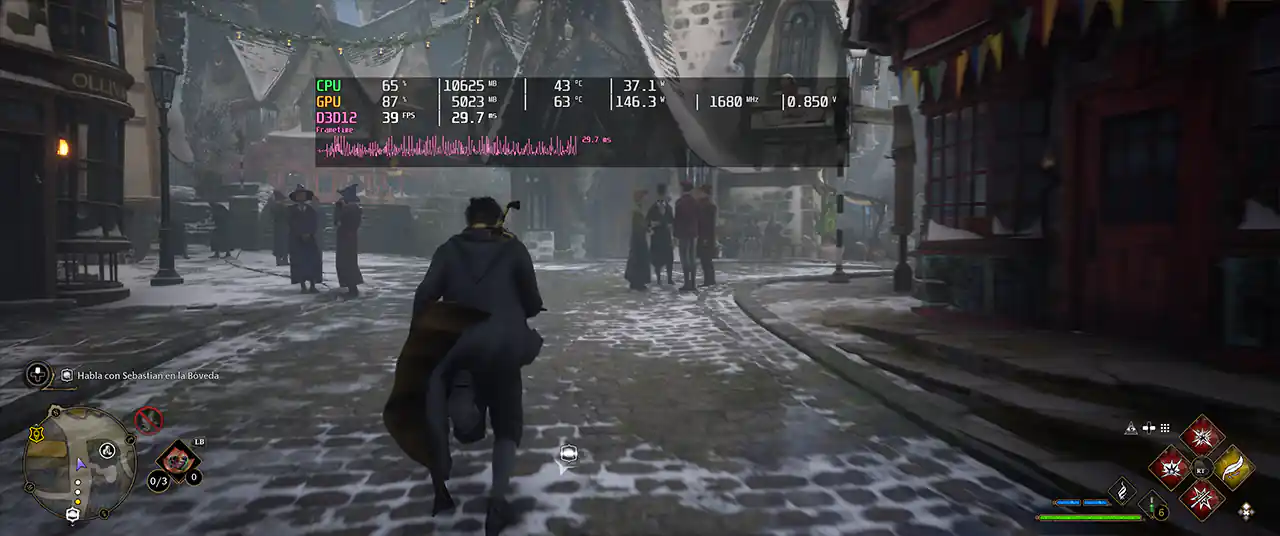 OLLIV
CPU 65 % 10625 MB 43 °C 37.1 W
GPU 87 % 5023 MB 63 °C 146.3 W 1680 MHz 0.850 V
D3D12 39 FPS 29.7 ms
Frametime
29.7 ms
Habla con Sebastian en la Bóveda
LB
0/3
0
RT
6